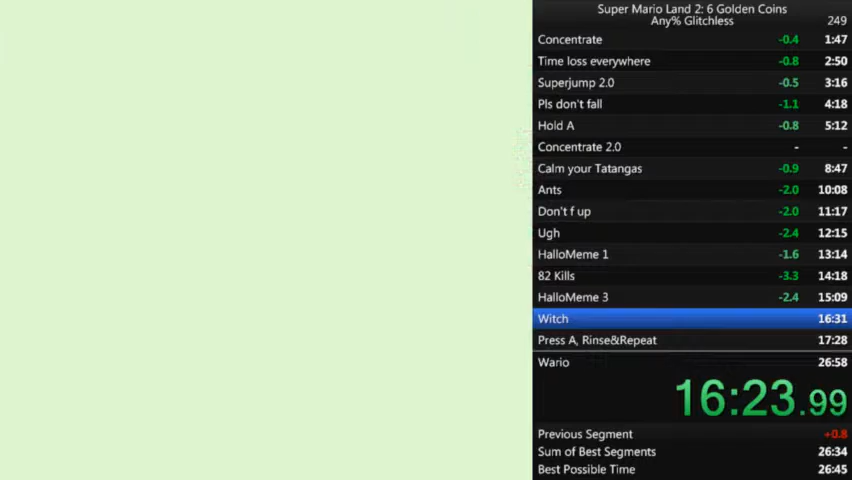 Super Mario Land 2: 6 Golden Coins
Any% Glitchless 249
Concentrate -0.4 1:47
Time loss everywhere -0.8 2:50
Superjump 2.0 -0.5 3:16
Pls don't fall -1.1 4:18
Hold A -0.8 5:12
Concentrate 2.0 - -
Calm your Tatangas -0.9 8:47
Ants -2.0 10:08
Don't f up -2.0 11:17
Ugh -2.4 12:15
HalloMeme 1 -1.6 13:14
82 Kills -3.3 14:18
HalloMeme 3 -2.4 15:09
Witch 16:31
Press A, Rinse&Repeat 17:28
Wario 26:58
16:23.99
Previous Segment +0.8
Sum of Best Segments 26:34
Best Possible Time 26:45